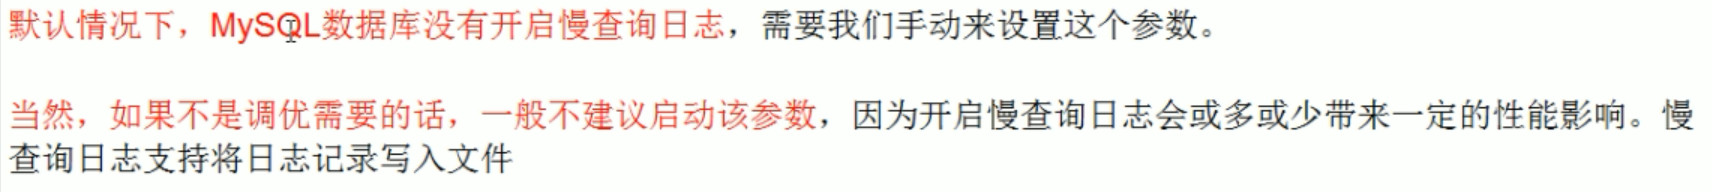 默认情况下，MySQL数据库没有开启慢查询日志，需要我们手动来设置这个参数。
当然，如果不是调优需要的话，一般不建议启动该参数，因为开启慢查询日志会或多或少带来一定的性能影响。慢
查询日志支持将日志记录写入文件